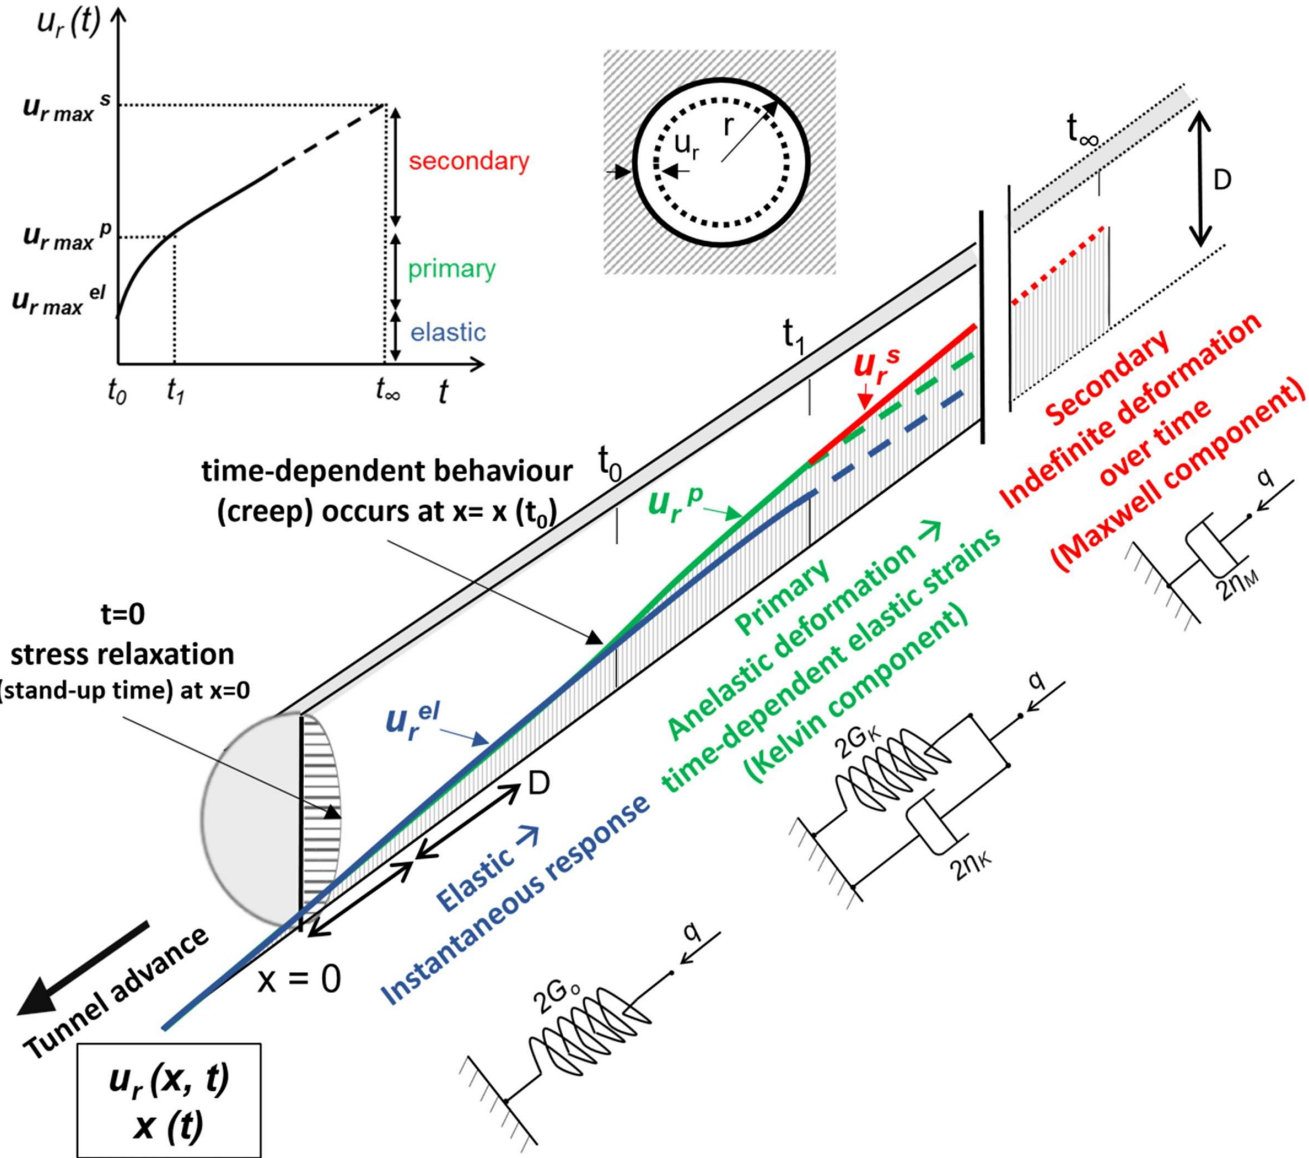 u_r (t)
u_r max^s
u_r max^p
u_r max^el
t_0
t_1
t_∞
t
secondary
primary
elastic
r
u_r
t_∞
D
t_1
t_0
u_r^s
u_r^p
u_r^el
time-dependent behaviour
(creep) occurs at x= x (t_0)
t=0
stress relaxation
(stand-up time) at x=0
D
x = 0
Tunnel advance
u_r (x, t)
x (t)
Elastic →
Instantaneous response
2G_o
q
Primary
Anelastic deformation →
time-dependent elastic strains
(Kelvin component)
2G_K
2η_K
q
Secondary
Indefinite deformation
over time
(Maxwell component)
2η_M
q